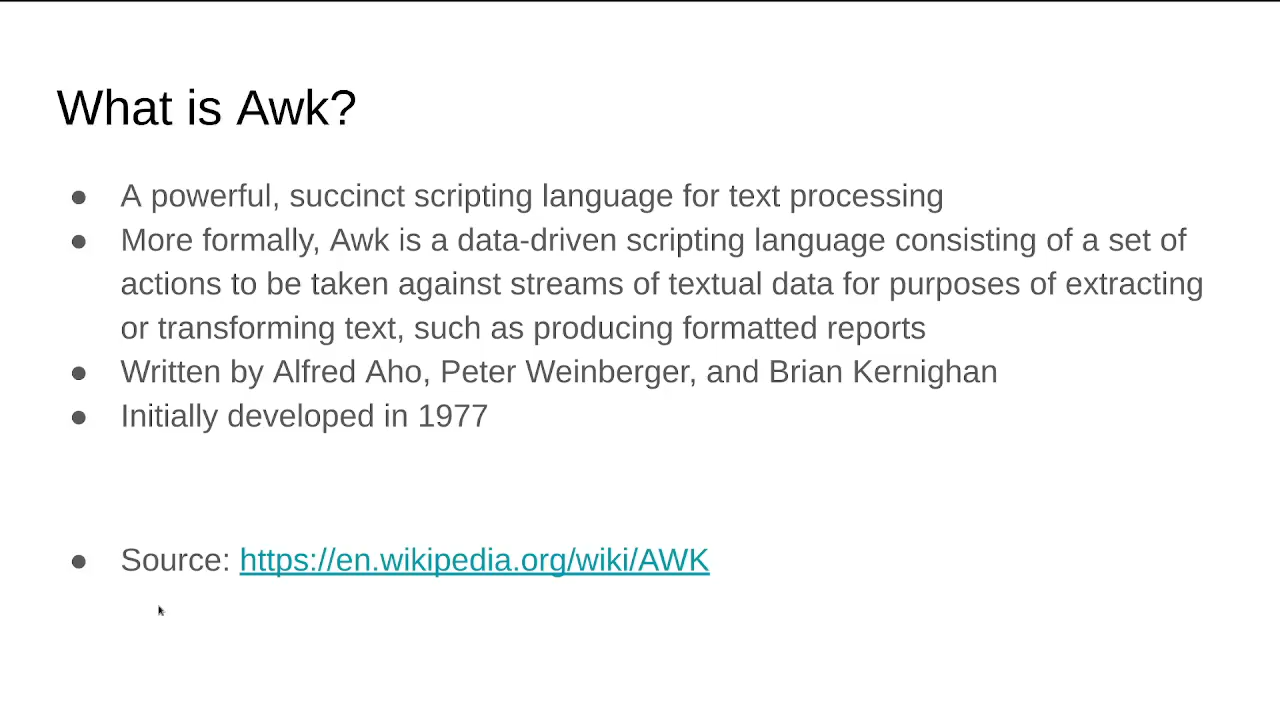 What is Awk?
● A powerful, succinct scripting language for text processing
● More formally, Awk is a data-driven scripting language consisting of a set of
actions to be taken against streams of textual data for purposes of extracting
or transforming text, such as producing formatted reports
● Written by Alfred Aho, Peter Weinberger, and Brian Kernighan
● Initially developed in 1977
● Source: https://en.wikipedia.org/wiki/AWK